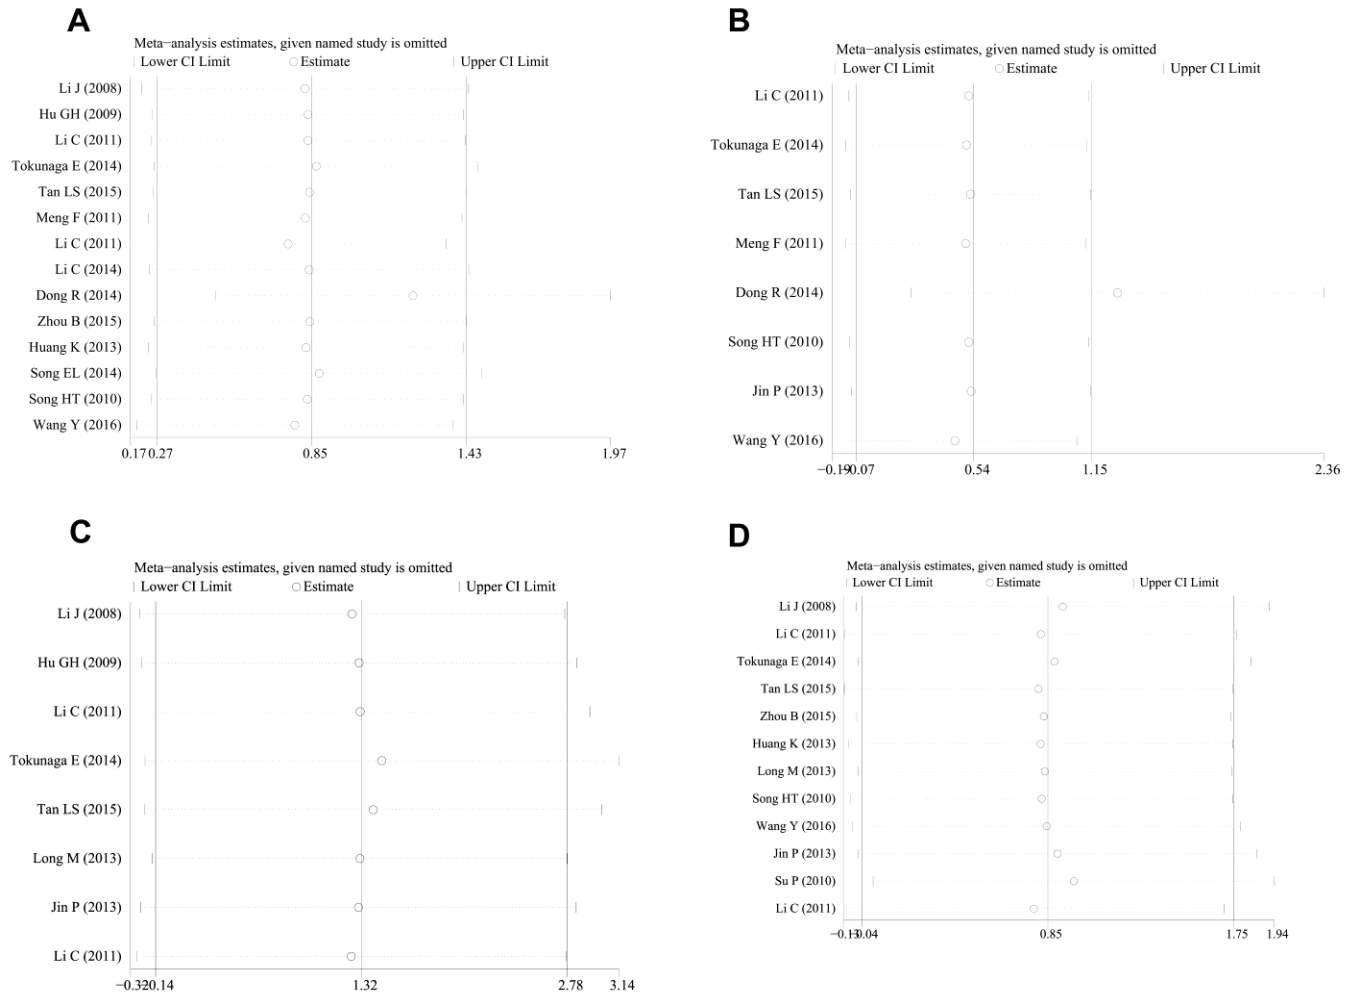 A
Meta−analysis estimates, given named study is omitted
Lower CI Limit Estimate Upper CI Limit
Li J (2008)
Hu GH (2009)
Li C (2011)
Tokunaga E (2014)
Tan LS (2015)
Meng F (2011)
Li C (2011)
Li C (2014)
Dong R (2014)
Zhou B (2015)
Huang K (2013)
Song EL (2014)
Song HT (2010)
Wang Y (2016)
0.17 0.27 0.85 1.43 1.97
B
Meta−analysis estimates, given named study is omitted
Lower CI Limit Estimate Upper CI Limit
Li C (2011)
Tokunaga E (2014)
Tan LS (2015)
Meng F (2011)
Dong R (2014)
Song HT (2010)
Jin P (2013)
Wang Y (2016)
−0.19 −0.07 0.54 1.15 2.36
C
Meta−analysis estimates, given named study is omitted
Lower CI Limit Estimate Upper CI Limit
Li J (2008)
Hu GH (2009)
Li C (2011)
Tokunaga E (2014)
Tan LS (2015)
Long M (2013)
Jin P (2013)
Li C (2011)
−0.32 −0.14 1.32 2.78 3.14
D
Meta−analysis estimates, given named study is omitted
Lower CI Limit Estimate Upper CI Limit
Li J (2008)
Li C (2011)
Tokunaga E (2014)
Tan LS (2015)
Zhou B (2015)
Huang K (2013)
Long M (2013)
Song HT (2010)
Wang Y (2016)
Jin P (2013)
Su P (2010)
Li C (2011)
−0.13 −0.04 0.85 1.75 1.94